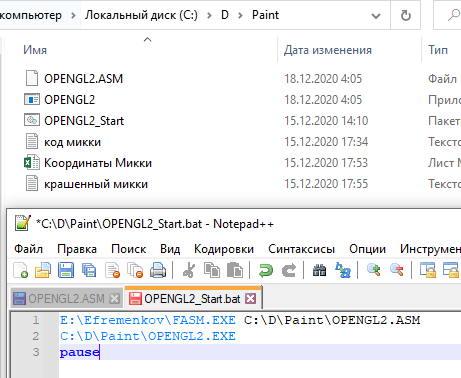 компьютер > Локальный диск (C:) > D > Paint
Имя Дата изменения Тип
OPENGL2.ASM 18.12.2020 4:05 Файл
OPENGL2 18.12.2020 4:05 Прило
OPENGL2_Start 15.12.2020 14:10 Пакет
код микки 15.12.2020 17:34 Тексто
Координаты Микки 15.12.2020 17:53 Лист М
крашенный микки 15.12.2020 17:55 Тексто
*C:\D\Paint\OPENGL2_Start.bat - Notepad++
Файл Правка Поиск Вид Кодировки Синтаксисы Опции Инструмен
OPENGL2.ASM OPENGL2_Start.bat
1 E:\Efremenkov\FASM.EXE C:\D\Paint\OPENGL2.ASM
2 C:\D\Paint\OPENGL2.EXE
3 pause